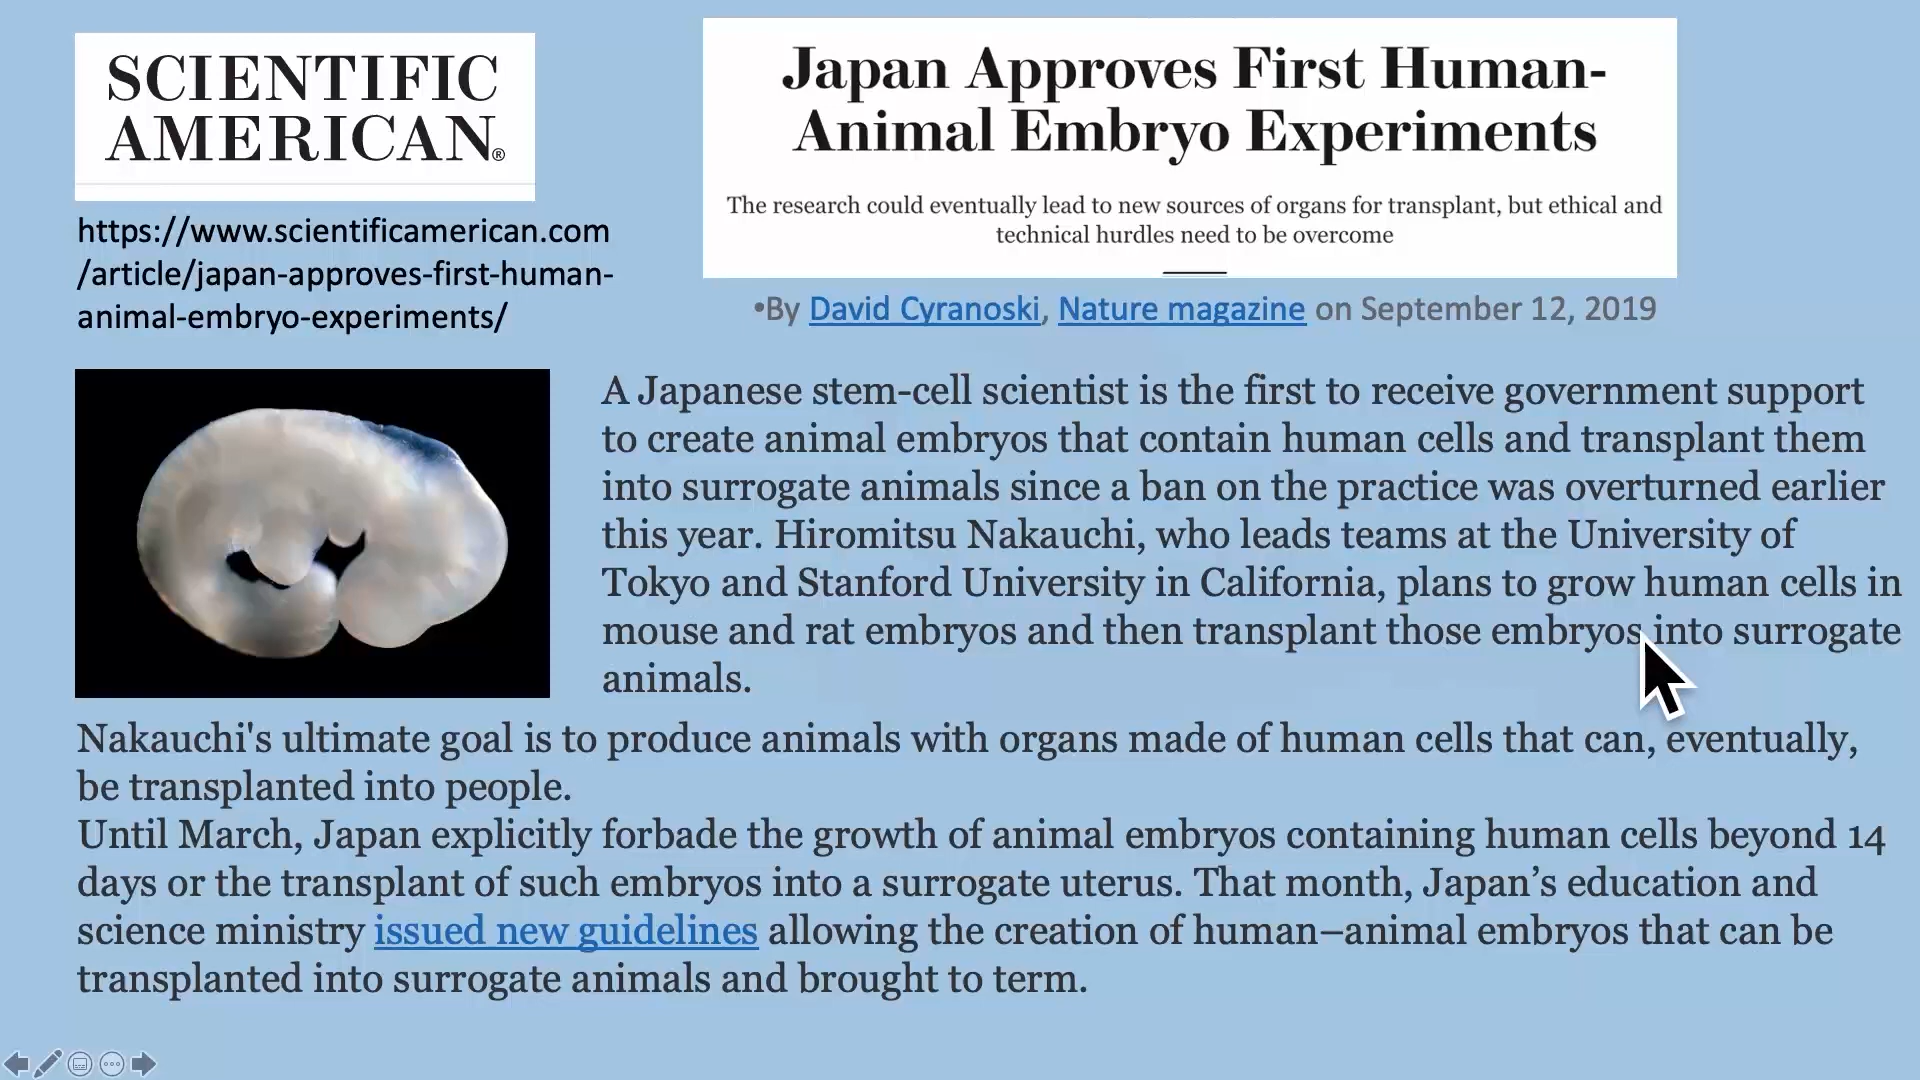 SCIENTIFIC
AMERICAN®
https://www.scientificamerican.com
/article/japan-approves-first-human-
animal-embryo-experiments/
Japan Approves First Human-
Animal Embryo Experiments
The research could eventually lead to new sources of organs for transplant, but ethical and
technical hurdles need to be overcome
•By David Cyranoski, Nature magazine on September 12, 2019
A Japanese stem-cell scientist is the first to receive government support
to create animal embryos that contain human cells and transplant them
into surrogate animals since a ban on the practice was overturned earlier
this year. Hiromitsu Nakauchi, who leads teams at the University of
Tokyo and Stanford University in California, plans to grow human cells in
mouse and rat embryos and then transplant those embryos into surrogate
animals.
Nakauchi's ultimate goal is to produce animals with organs made of human cells that can, eventually,
be transplanted into people.
Until March, Japan explicitly forbade the growth of animal embryos containing human cells beyond 14
days or the transplant of such embryos into a surrogate uterus. That month, Japan’s education and
science ministry issued new guidelines allowing the creation of human–animal embryos that can be
transplanted into surrogate animals and brought to term.